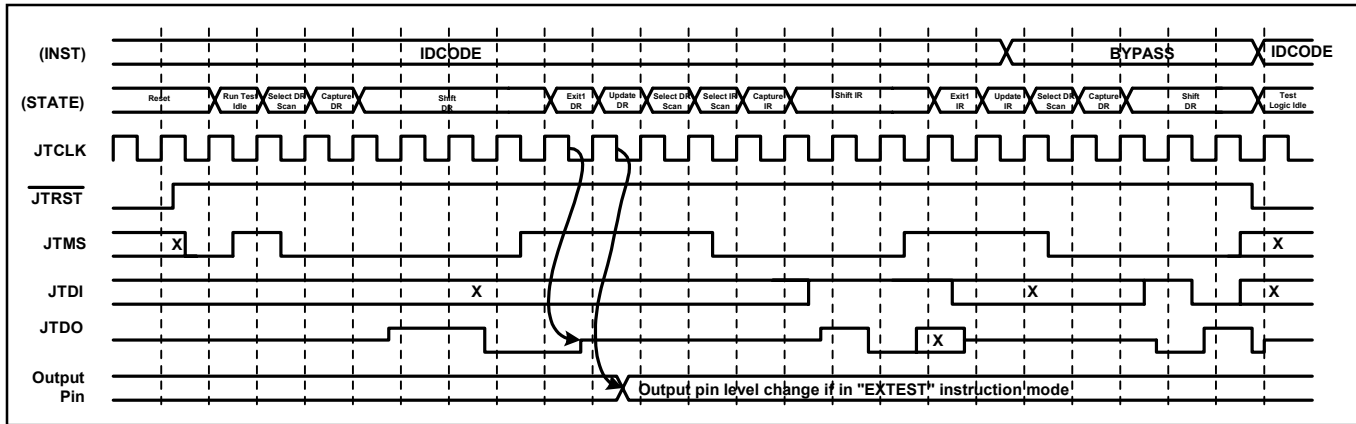 (INST)
IDCODE
BYPASS
IDCODE
(STATE)
Reset
Run Test
Idle
Select DR
Scan
Capture
DR
Shift
DR
Exit1
DR
Update
DR
Select DR
Scan
Select IR
Scan
Capture
IR
Shift IR
Exit1
IR
Update
IR
Select DR
Scan
Capture
DR
Shift
DR
Test
Logic Idle
JTCLK
JTRST
JTMS
X
X
JTDI
X
X
X
JTDO
X
Output
Pin
Output pin level change if in "EXTEST" instruction mode